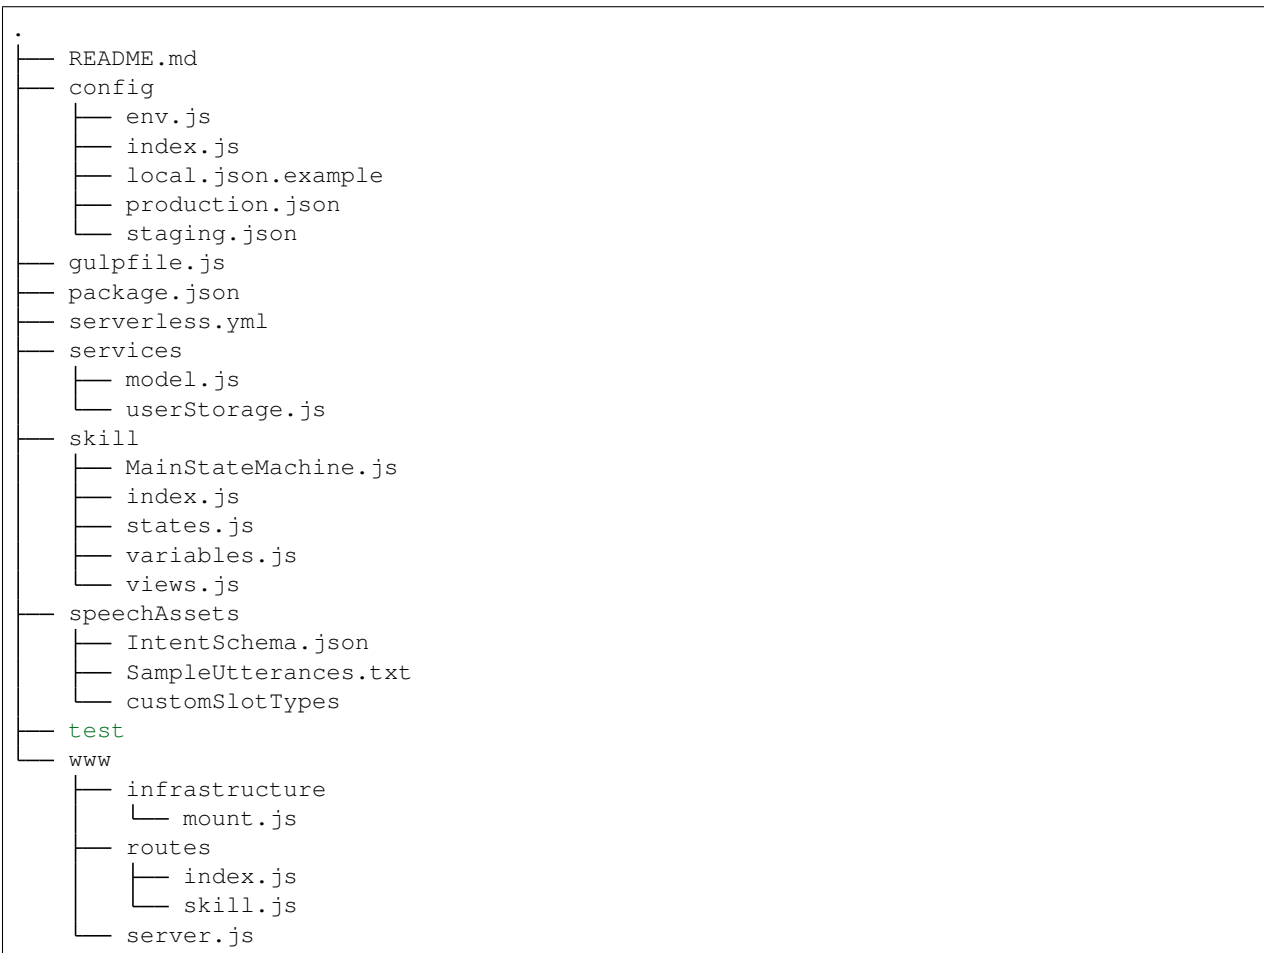 .
├── README.md
├── config
│   ├── env.js
│   ├── index.js
│   ├── local.json.example
│   ├── production.json
│   └── staging.json
├── gulpfile.js
├── package.json
├── serverless.yml
├── services
│   ├── model.js
│   └── userStorage.js
├── skill
│   ├── MainStateMachine.js
│   ├── index.js
│   ├── states.js
│   ├── variables.js
│   └── views.js
├── speechAssets
│   ├── IntentSchema.json
│   ├── SampleUtterances.txt
│   └── customSlotTypes
├── test
└── www
    ├── infrastructure
    │   └── mount.js
    ├── routes
    │   ├── index.js
    │   └── skill.js
    └── server.js